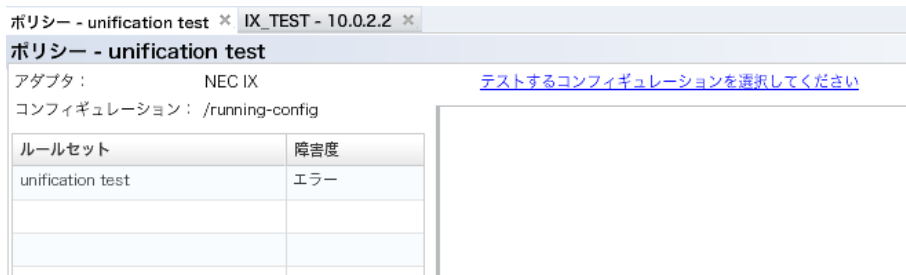 ポリシー - unification test × IX_TEST - 10.0.2.2 ×
ポリシー - unification test
アダプタ： NEC IX
テストするコンフィギュレーションを選択してください
コンフィギュレーション： /running-config
ルールセット 障害度
unification test エラー